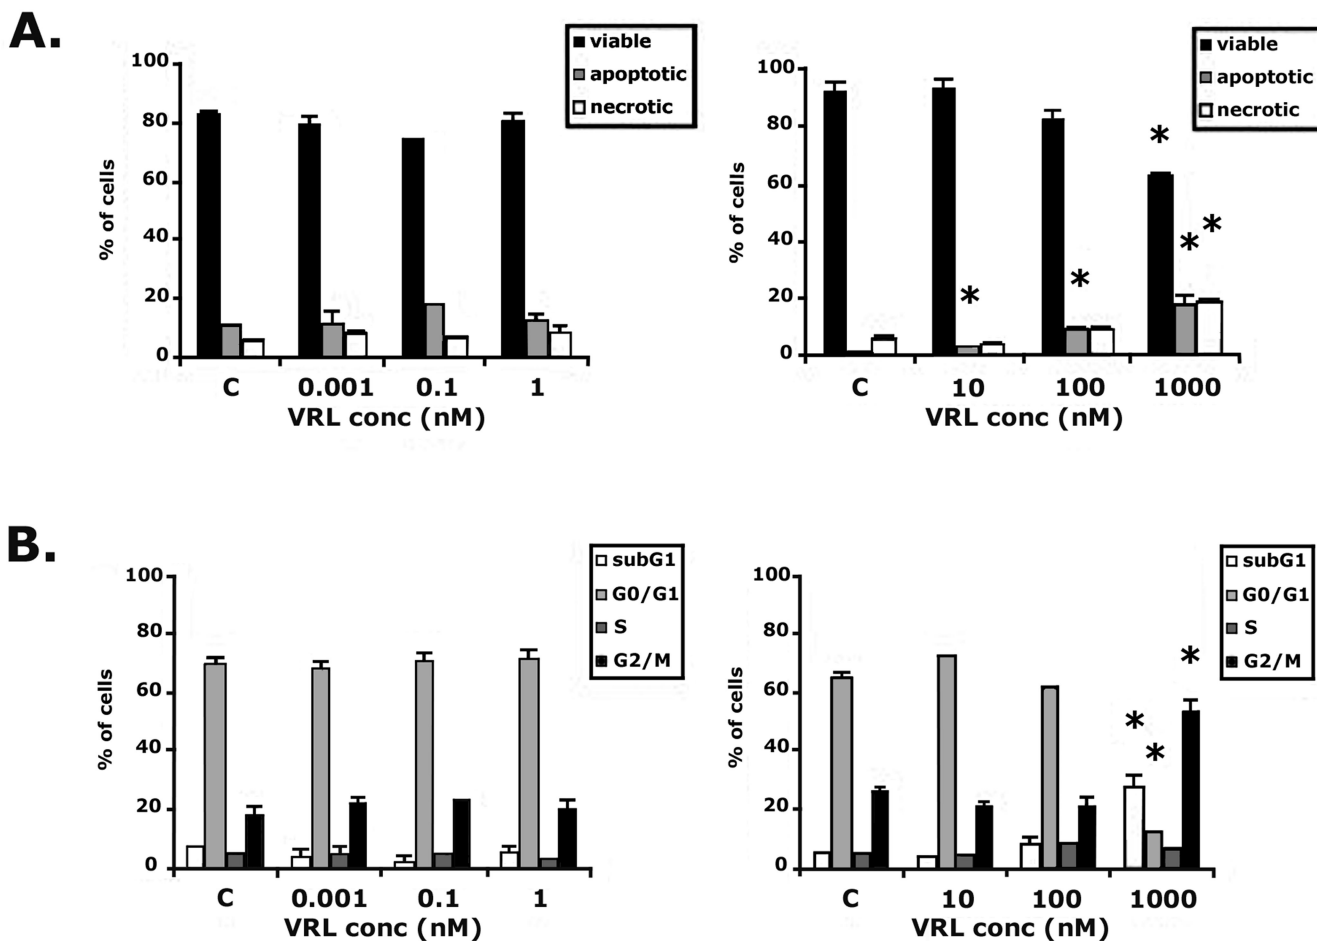 A.
viable
apoptotic
necrotic
100
80
60
40
20
0
% of cells
C 0.001 0.1 1
VRL conc (nM)
viable
apoptotic
necrotic
100
80
60
40
20
0
% of cells
* * * * *
C 10 100 1000
VRL conc (nM)
B.
subG1
G0/G1
S
G2/M
100
80
60
40
20
0
% of cells
C 0.001 0.1 1
VRL conc (nM)
subG1
G0/G1
S
G2/M
100
80
60
40
20
0
% of cells
* * *
C 10 100 1000
VRL conc (nM)